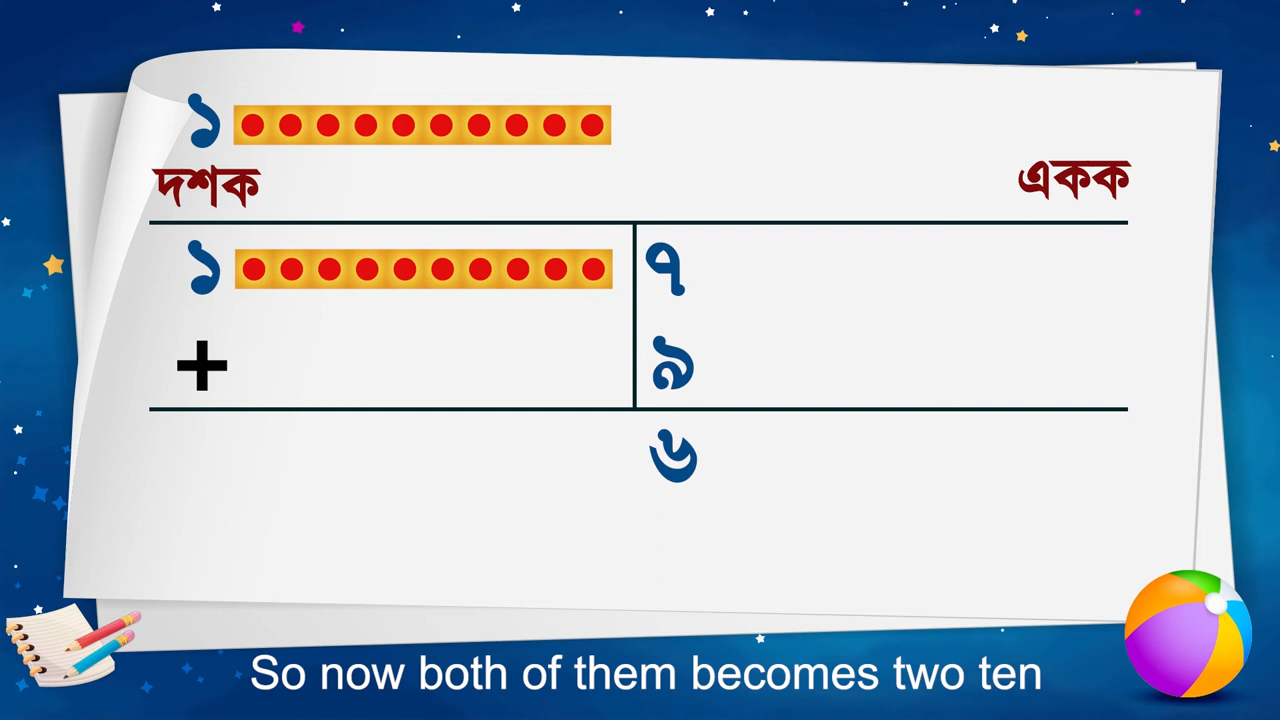 ১
দশক একক
১ ৭
+ ৯
৬
So now both of them becomes two ten